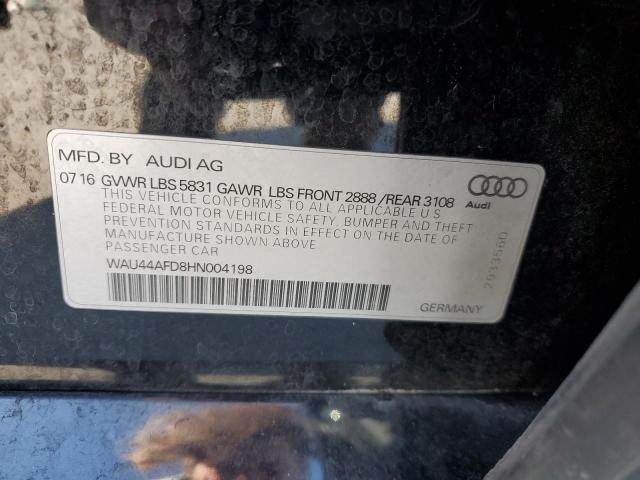 MFD. BY AUDI AG
07 16 GVWR LBS 5831 GAWR LBS FRONT 2888 / REAR 3108
THIS VEHICLE CONFORMS TO ALL APPLICABLE U S
FEDERAL MOTOR VEHICLE SAFETY, BUMPER AND THEFT
PREVENTION STANDARDS IN EFFECT ON THE DATE OF
MANUFACTURE SHOWN ABOVE
PASSENGER CAR
WAU44AFD8HN004198
Audi
2933560
GERMANY